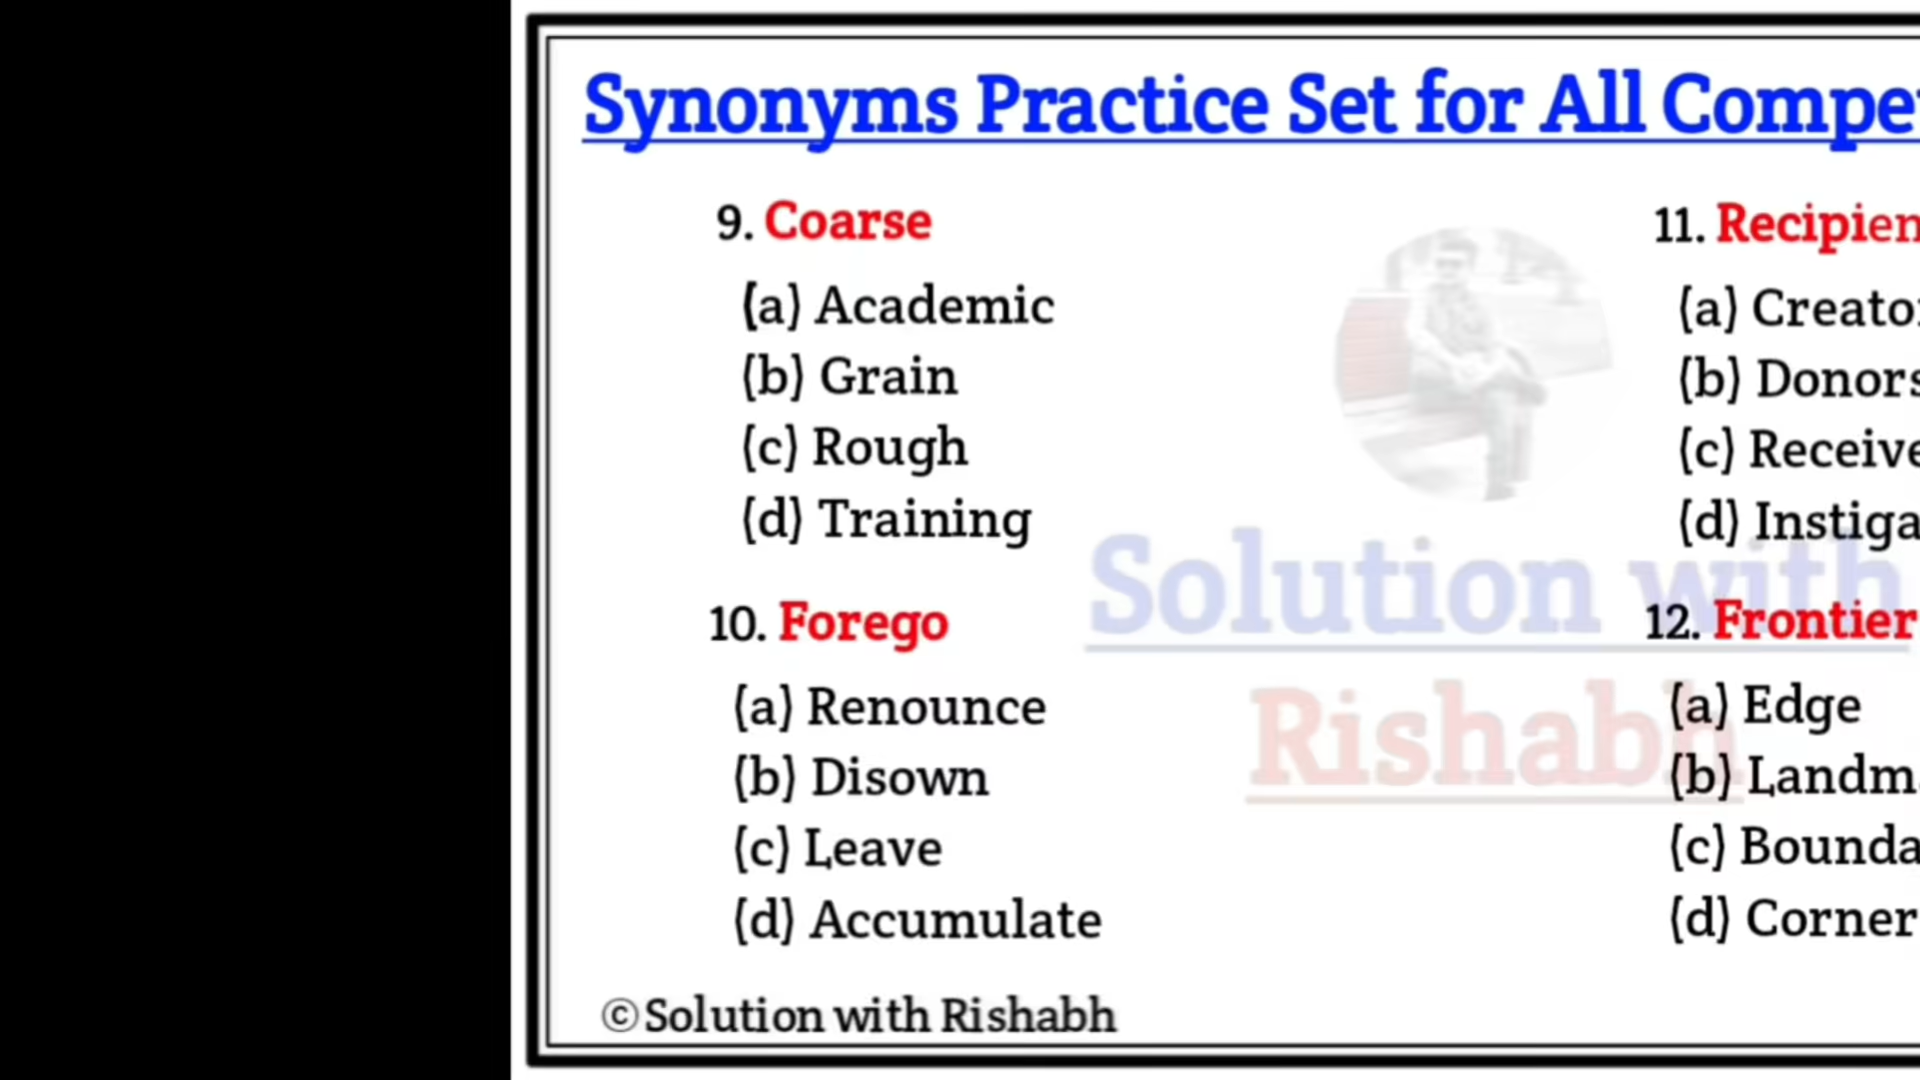 Synonyms Practice Set for All
9. Coarse
(a) Academic
(b) Grain
(c) Rough
(d) Training
10. Forego
(a) Renounce
(b) Disown
(c) Leave
(d) Accumulate
11.
(a)
(b)
(c)
(d)
12. Frontier
(a) Edge
(b)
(c)
(d) Corner
Solution with
Rishabh
©Solution with Rishabh